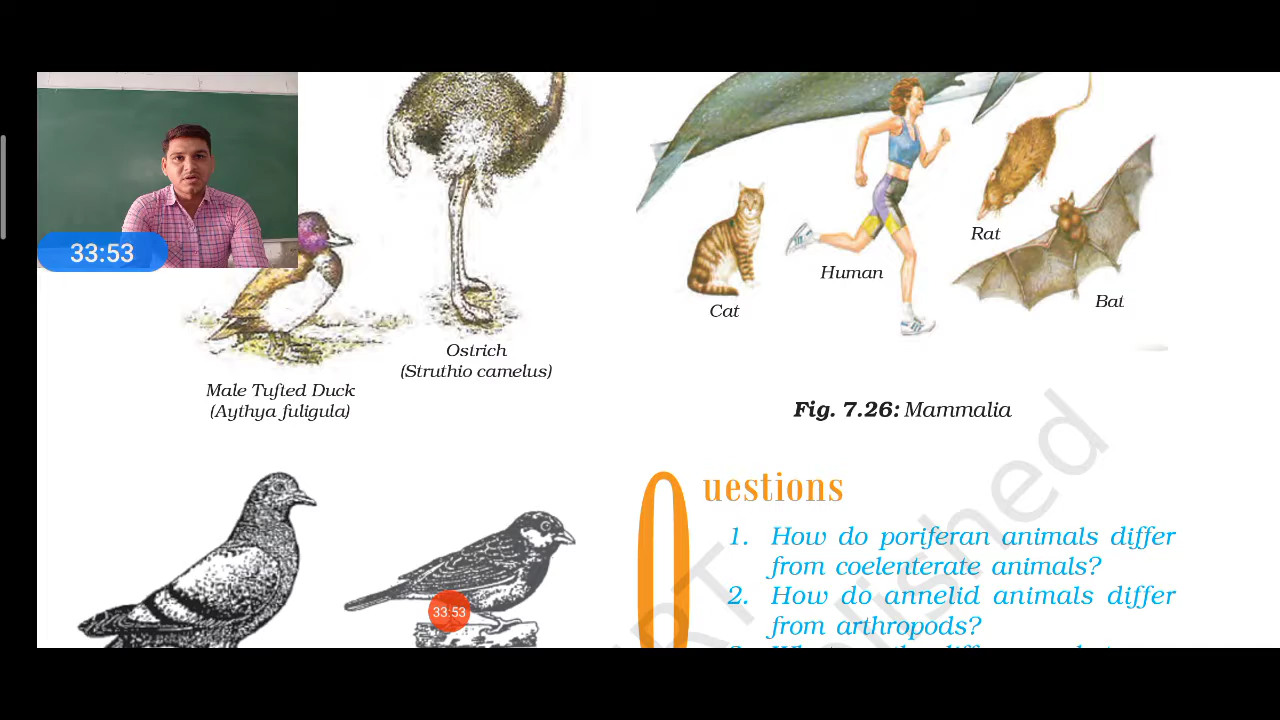 33:53
Ostrich
(Struthio camelus)
Male Tufted Duck
(Aythya fuligula)
33:53
Cat
Human
Rat
Bat
Fig. 7.26: Mammalia
Questions
1. How do poriferan animals differ
from coelenterate animals?
2. How do annelid animals differ
from arthropods?